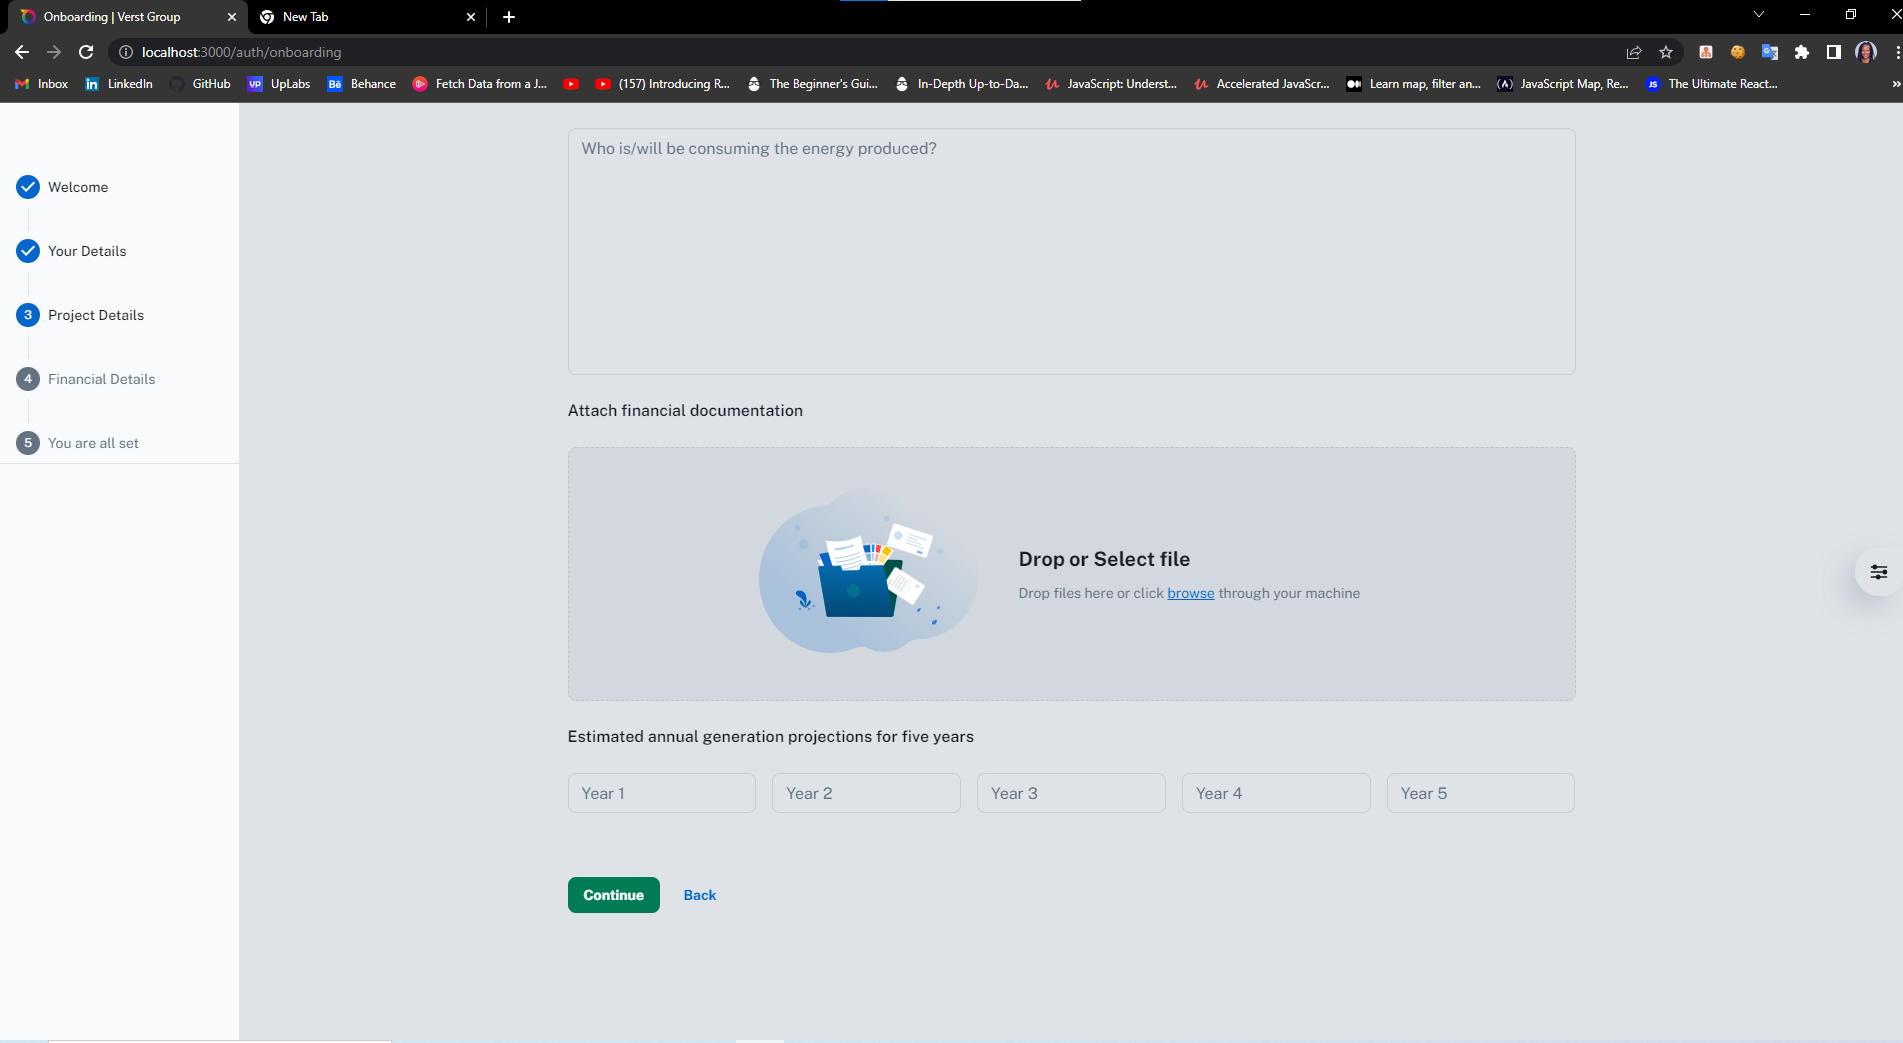 Onboarding | Verst Group
New Tab
localhost:3000/auth/onboarding
Inbox
LinkedIn
GitHub
UpLabs
Behance
Fetch Data from a J...
(157) Introducing R...
The Beginner's Gui...
In-Depth Up-to-Da...
JavaScript: Underst...
Accelerated JavaScr...
Learn map, filter an...
JavaScript Map, Re...
The Ultimate React...
Welcome
Your Details
3 Project Details
4 Financial Details
5 You are all set
Who is/will be consuming the energy produced?
Attach financial documentation
Drop or Select file
Drop files here or click browse through your machine
Estimated annual generation projections for five years
Year 1
Year 2
Year 3
Year 4
Year 5
Continue
Back